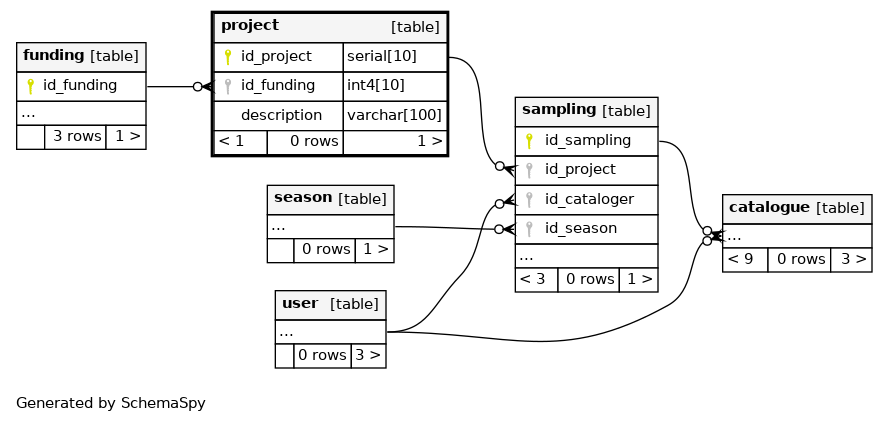 funding [table]
id_funding
...
3 rows 1 >
project [table]
id_project serial[10]
id_funding int4[10]
description varchar[100]
< 1 0 rows 1 >
season [table]
...
0 rows 1 >
user [table]
...
0 rows 3 >
sampling [table]
id_sampling
id_project
id_cataloger
id_season
...
< 3 0 rows 1 >
catalogue [table]
...
< 9 0 rows 3 >
Generated by SchemaSpy